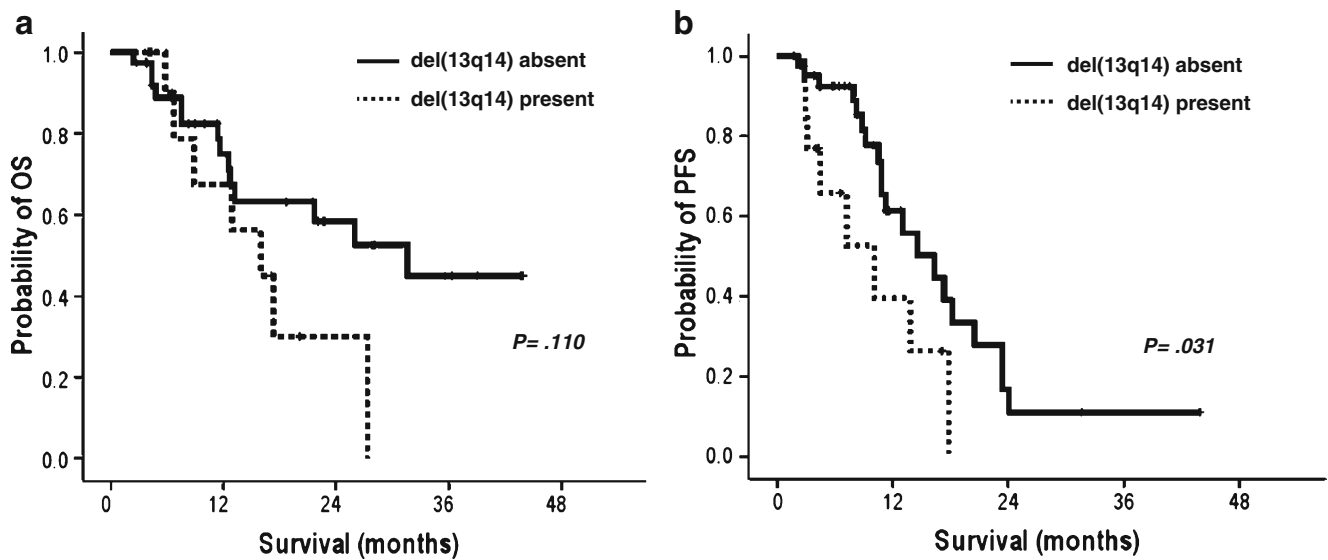 a
1.0
0.8
0.6
0.4
0.2
0.0
Probability of OS
del(13q14) absent
del(13q14) present
P= .110
0 12 24 36 48
Survival (months)
b
1.0
0.8
0.6
0.4
0.2
0.0
Probability of PFS
del(13q14) absent
del(13q14) present
P= .031
0 12 24 36 48
Survival (months)